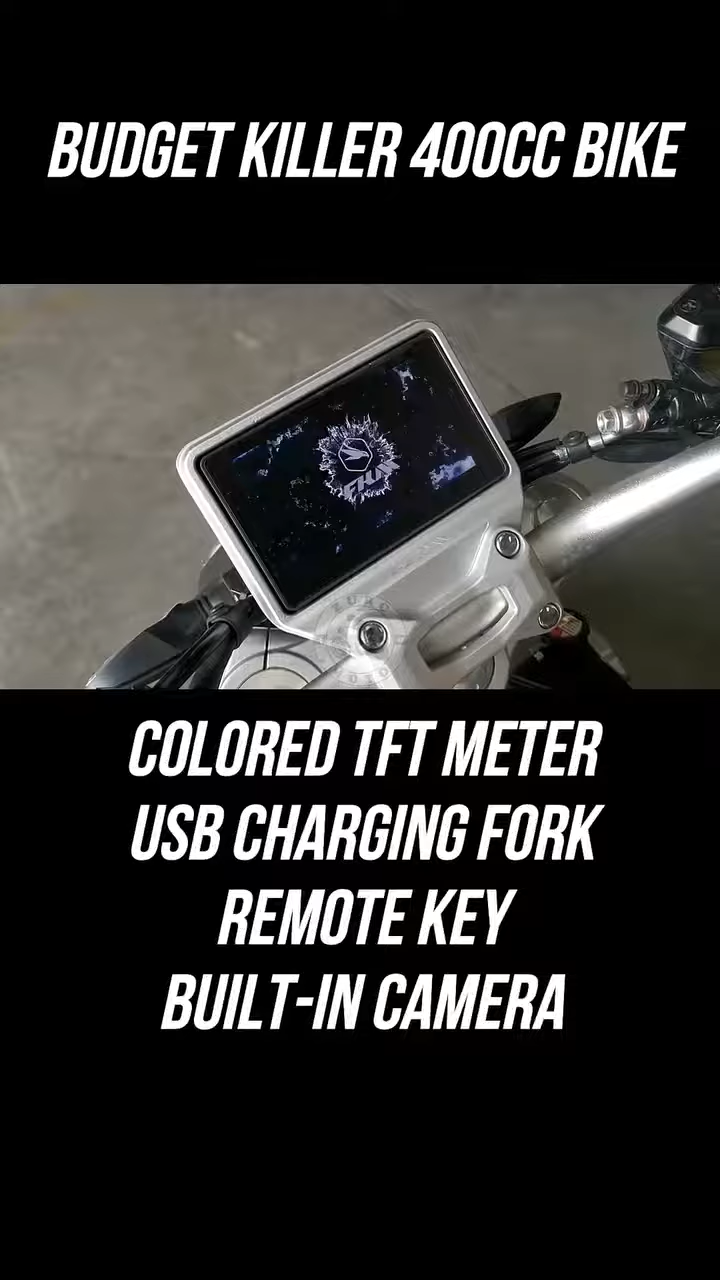 BUDGET KILLER 400CC BIKE
COLORED TFT METER
USB CHARGING FORK
REMOTE KEY
BUILT-IN CAMERA